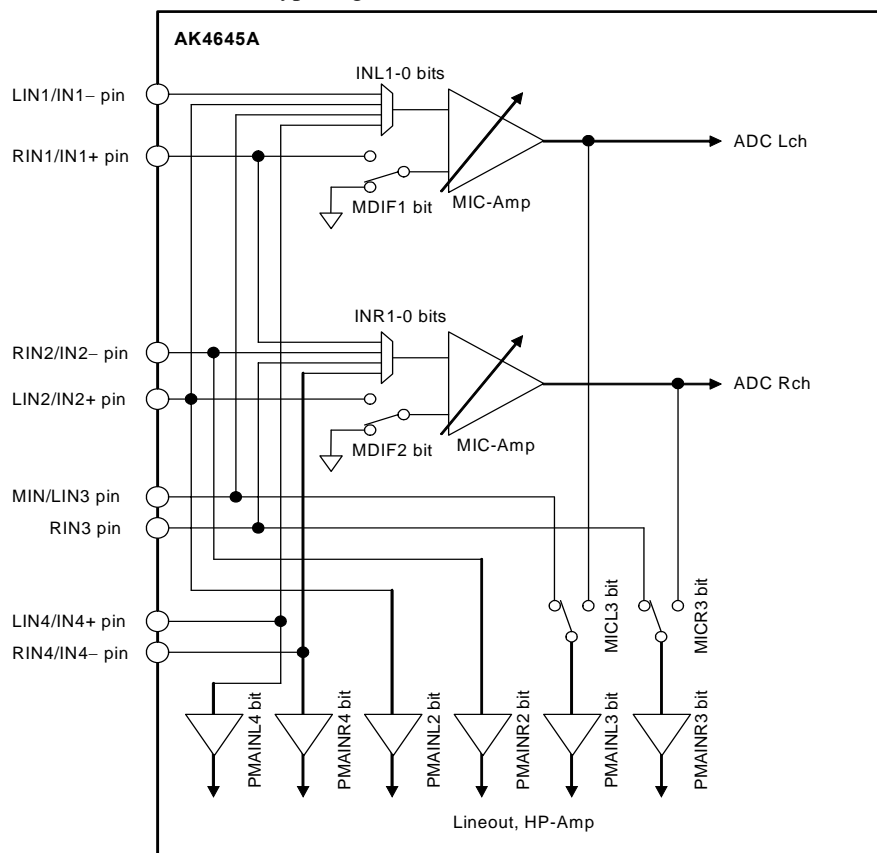 AK4645A
INL1-0 bits
LIN1/IN1− pin
ADC Lch
RIN1/IN1+ pin
MDIF1 bit
MIC-Amp
INR1-0 bits
RIN2/IN2− pin
ADC Rch
LIN2/IN2+ pin
MDIF2 bit
MIC-Amp
MIN/LIN3 pin
RIN3 pin
MICL3 bit
MICR3 bit
LIN4/IN4+ pin
RIN4/IN4− pin
PMAINL4 bit
PMAINR4 bit
PMAINL2 bit
PMAINR2 bit
PMAINL3 bit
PMAINR3 bit
Lineout, HP-Amp